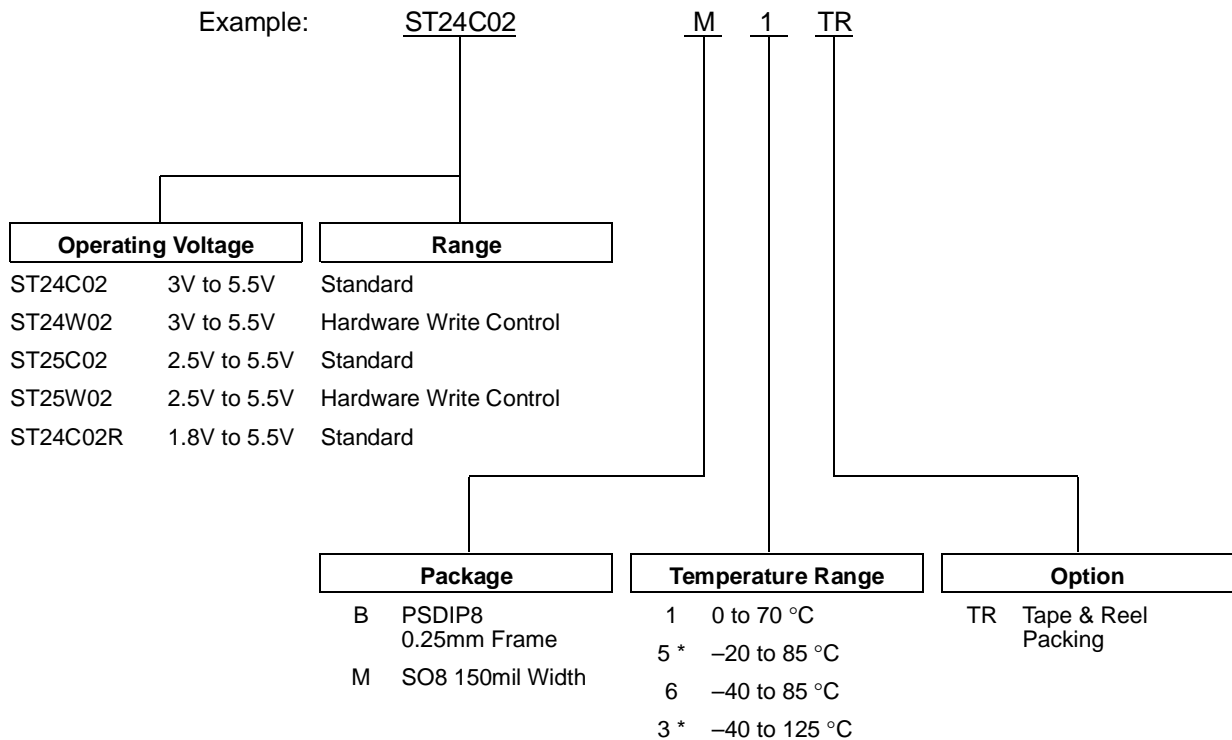 Example: ST24C02 M 1 TR
Operating Voltage Range
ST24C02 3V to 5.5V Standard
ST24W02 3V to 5.5V Hardware Write Control
ST25C02 2.5V to 5.5V Standard
ST25W02 2.5V to 5.5V Hardware Write Control
ST24C02R 1.8V to 5.5V Standard
Package Temperature Range Option
B PSDIP8 1 0 to 70 °C TR Tape & Reel
0.25mm Frame Packing
5 * –20 to 85 °C
M SO8 150mil Width 6 –40 to 85 °C
3 * –40 to 125 °C